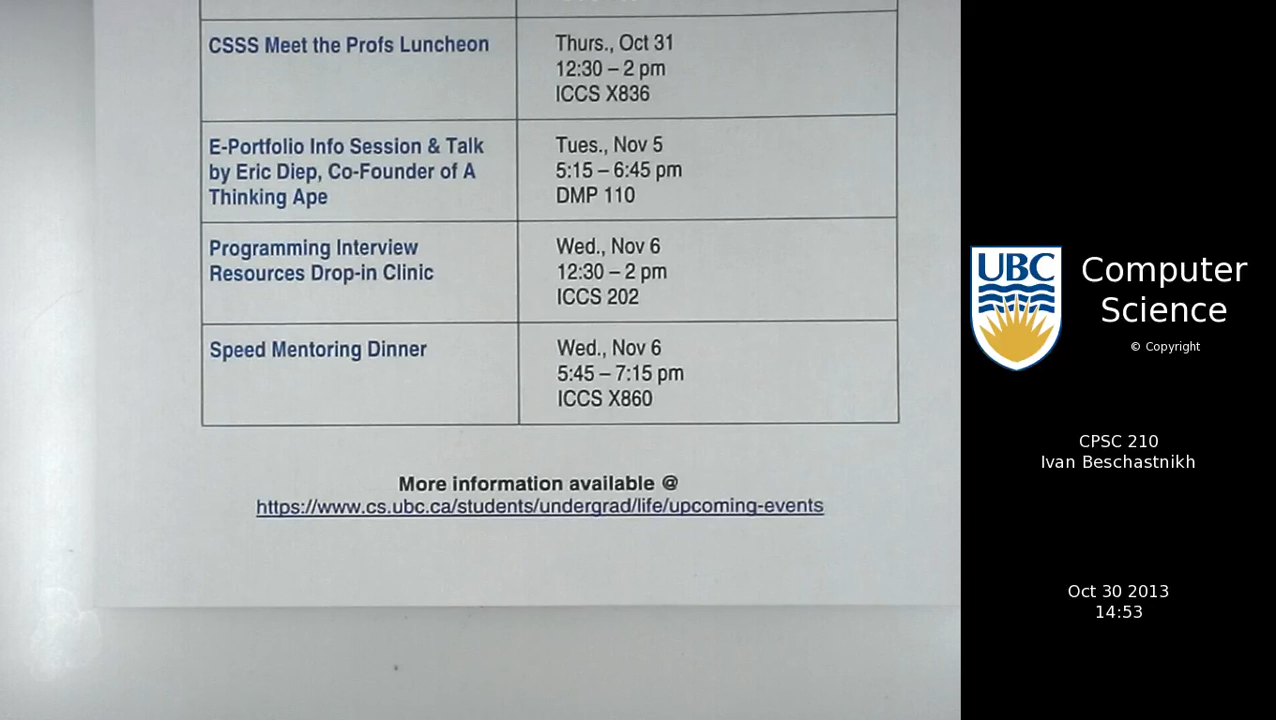 CSSS Meet the Profs Luncheon
Thurs., Oct 31
12:30 – 2 pm
ICCS X836
E-Portfolio Info Session & Talk
by Eric Diep, Co-Founder of A
Thinking Ape
Tues., Nov 5
5:15 – 6:45 pm
DMP 110
Programming Interview
Resources Drop-in Clinic
Wed., Nov 6
12:30 – 2 pm
ICCS 202
Speed Mentoring Dinner
Wed., Nov 6
5:45 – 7:15 pm
ICCS X860
More information available @
https://www.cs.ubc.ca/students/undergrad/life/upcoming-events
UBC
Computer
Science
© Copyright
CPSC 210
Ivan Beschastnikh
Oct 30 2013
14:53